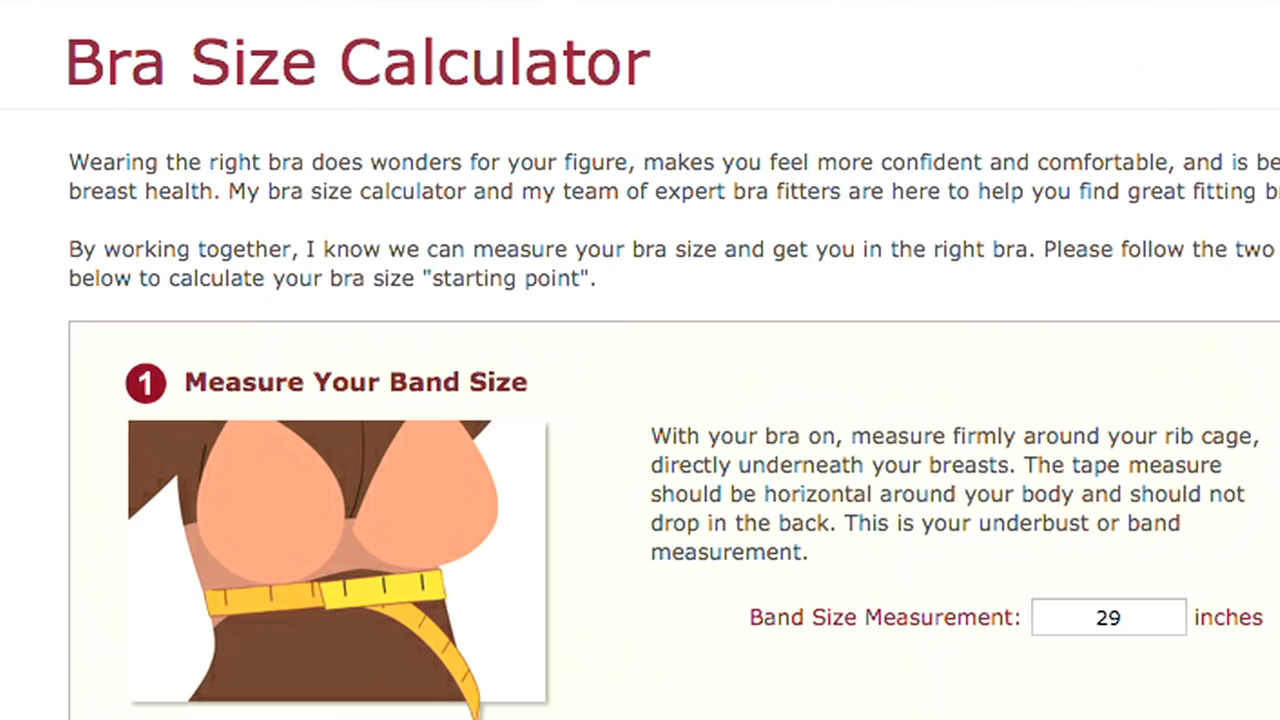 Bra Size Calculator
Wearing the right bra does wonders for your figure, makes you feel more confident and comfortable, and is
breast health. My bra size calculator and my team of expert bra fitters are here to help you find great fitting
By working together, I know we can measure your bra size and get you in the right bra. Please follow the two
below to calculate your bra size "starting point".
1 Measure Your Band Size
With your bra on, measure firmly around your rib cage,
directly underneath your breasts. The tape measure
should be horizontal around your body and should not
drop in the back. This is your underbust or band
measurement.
Band Size Measurement: 29 inches